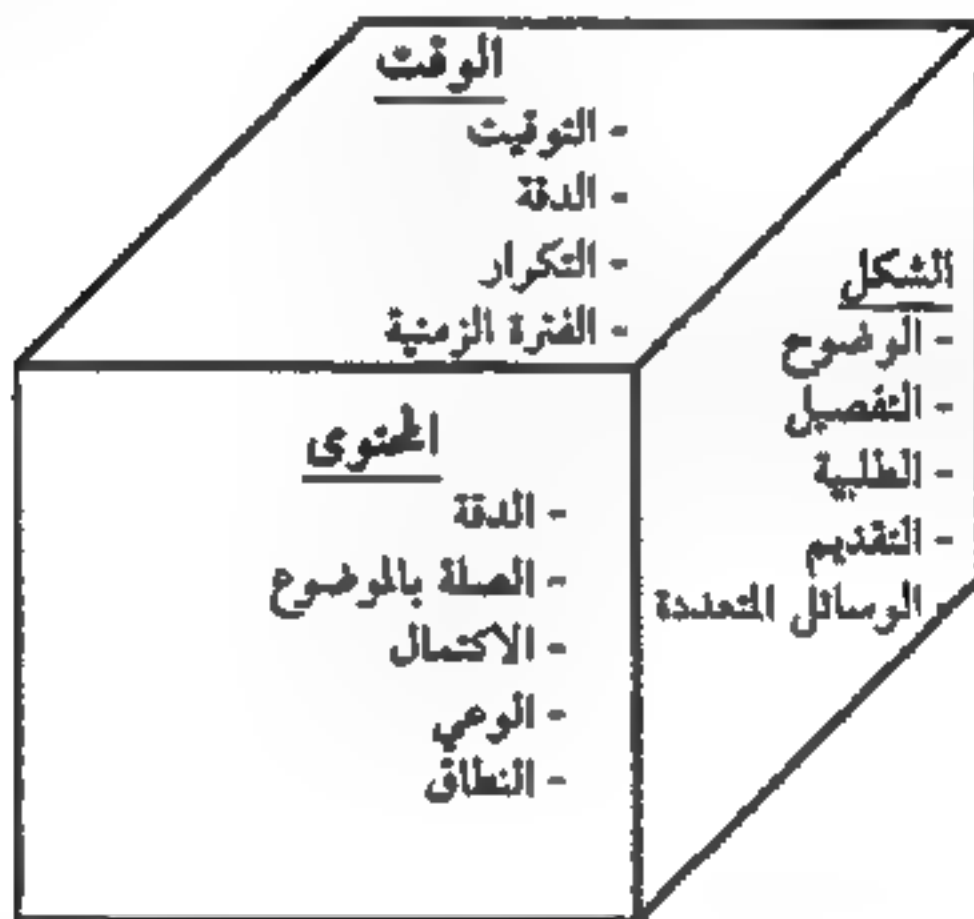 الوقت
- التوقيت
- الدقة
- التكرار
- الفترة الزمنية
الشكل
- الوضوح
- التفصيل
- الطلبية
- التقديم
- الوسائل المتعددة
المحتوى
- الدقة
- الصلة بالموضوع
- الاكتمال
- الوعي
- النطاق